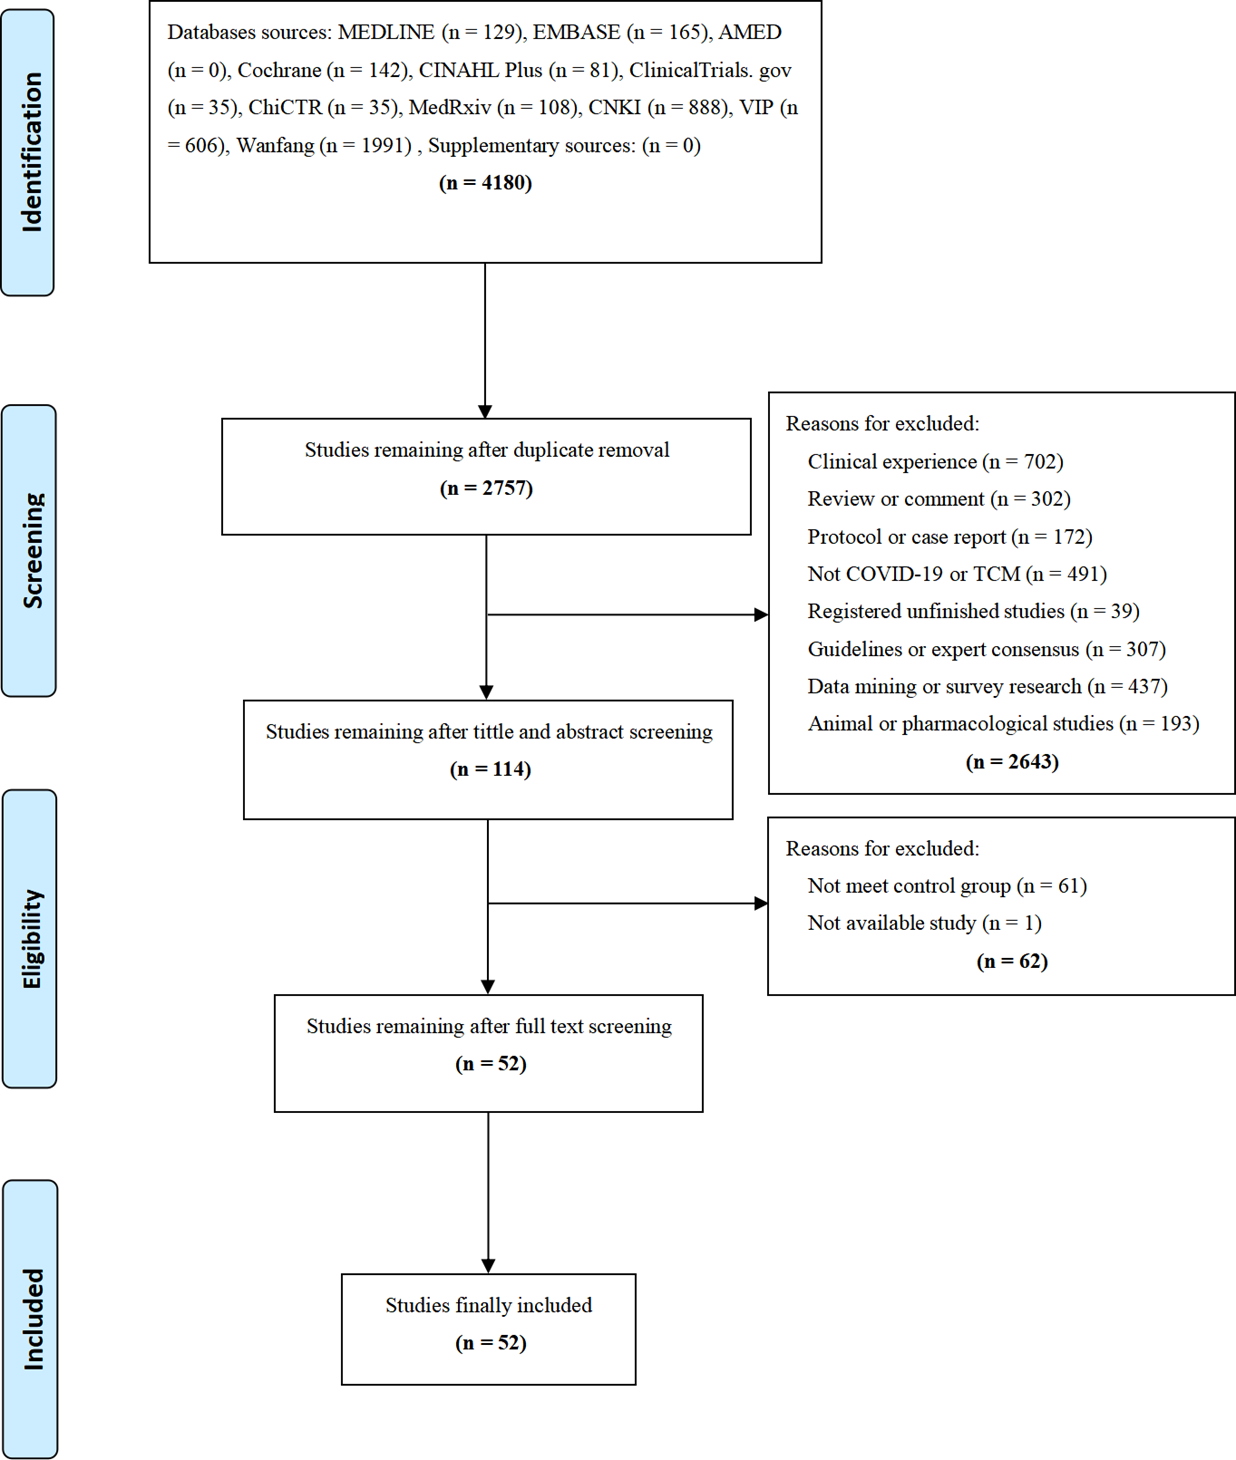 Identification
Databases sources: MEDLINE (n = 129), EMBASE (n = 165), AMED
(n = 0), Cochrane (n = 142), CINAHL Plus (n = 81), ClinicalTrials. gov
(n = 35), ChiCTR (n = 35), MedRxiv (n = 108), CNKI (n = 888), VIP (n
= 606), Wanfang (n = 1991) , Supplementary sources: (n = 0)
(n = 4180)
Screening
Studies remaining after duplicate removal
(n = 2757)
Reasons for excluded:
Clinical experience (n = 702)
Review or comment (n = 302)
Protocol or case report (n = 172)
Not COVID-19 or TCM (n = 491)
Registered unfinished studies (n = 39)
Guidelines or expert consensus (n = 307)
Data mining or survey research (n = 437)
Animal or pharmacological studies (n = 193)
(n = 2643)
Studies remaining after tittle and abstract screening
(n = 114)
Eligibility
Reasons for excluded:
Not meet control group (n = 61)
Not available study (n = 1)
(n = 62)
Studies remaining after full text screening
(n = 52)
Included
Studies finally included
(n = 52)